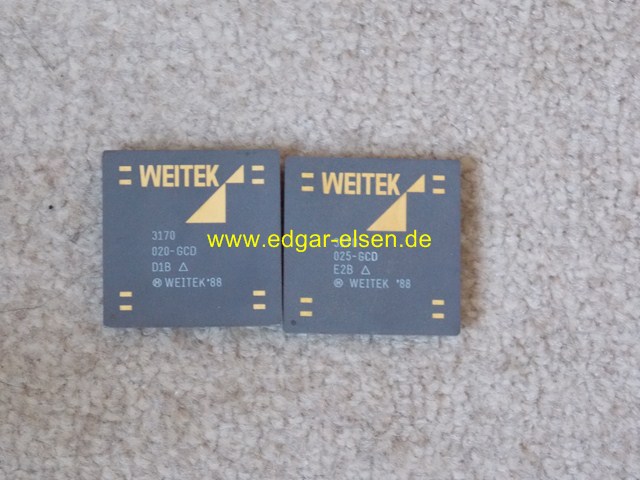 WEITEK
3170
020-GCD
D1B △
Ⓜ WEITEK '88
WEITEK
025-GCD
E2B △
Ⓜ WEITEK '88
www.edgar-elsen.de